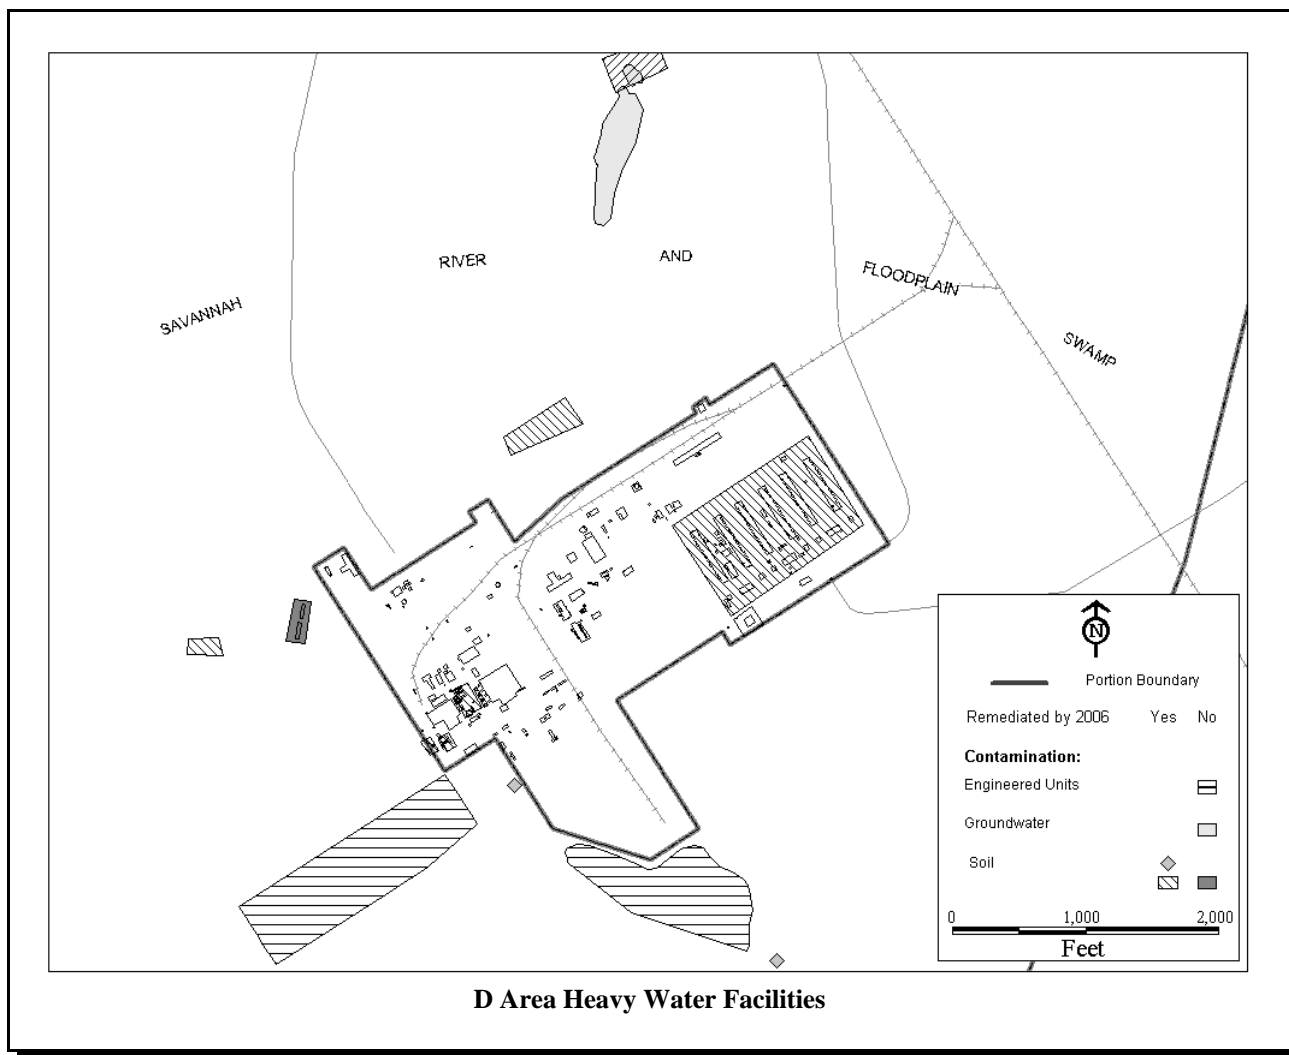 RIVER
AND
FLOODPLAIN
SAVANNAH
SWAMP
N
Portion Boundary
Remediated by 2006 Yes No
Contamination:
Engineered Units
Groundwater
Soil
0 1,000 2,000
Feet
D Area Heavy Water Facilities